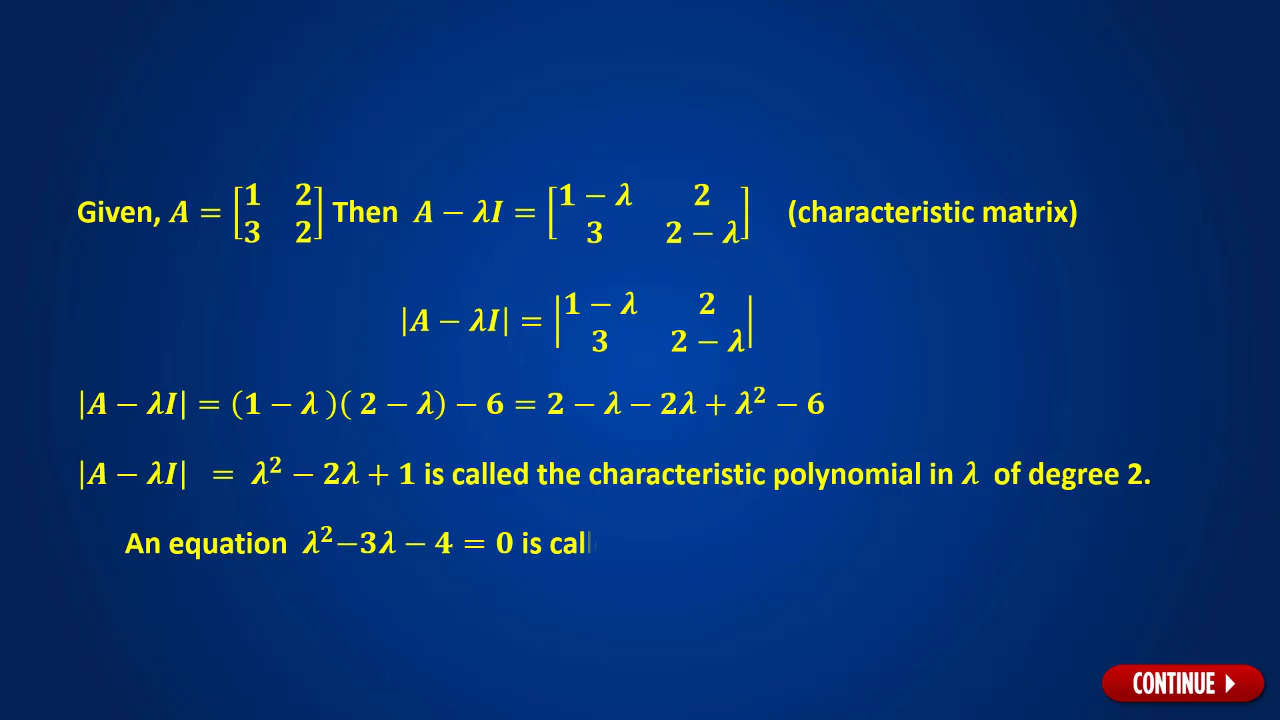 Given, A = [1 2 3 2] Then A − λI = [1 − λ 2 3 2 − λ] (characteristic matrix)
|A − λI| = |1 − λ 2 3 2 − λ|
|A − λI| = (1 − λ )( 2 − λ) − 6 = 2 − λ − 2λ + λ² − 6
|A − λI| = λ² − 2λ + 1 is called the characteristic polynomial in λ of degree 2.
An equation λ²−3λ − 4 = 0 is call
CONTINUE